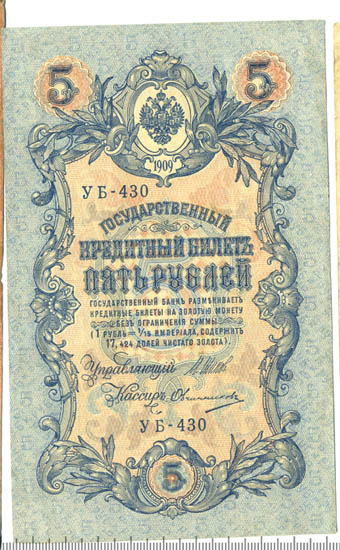 5 5
1909
УБ-430
ГОСУДАРСТВЕННЫЙ
КРЕДИТНЫЙ БИЛЕТЪ
ПЯТЬ РУБЛЕЙ
ГОСУДАРСТВЕННЫЙ БАНКЪ РАЗМѢНИВАЕТЪ
КРЕДИТНЫЕ БИЛЕТЫ НА ЗОЛОТУЮ МОНЕТУ
БЕЗЪ ОГРАНИЧЕНІЯ СУММЫ
(1 РУБЛЬ = 1/15 ИМПЕРІАЛА, СОДЕРЖИТЪ
17,424 ДОЛЕЙ ЧИСТАГО ЗОЛОТА).
Управляющій
Кассиръ
УБ-430
5